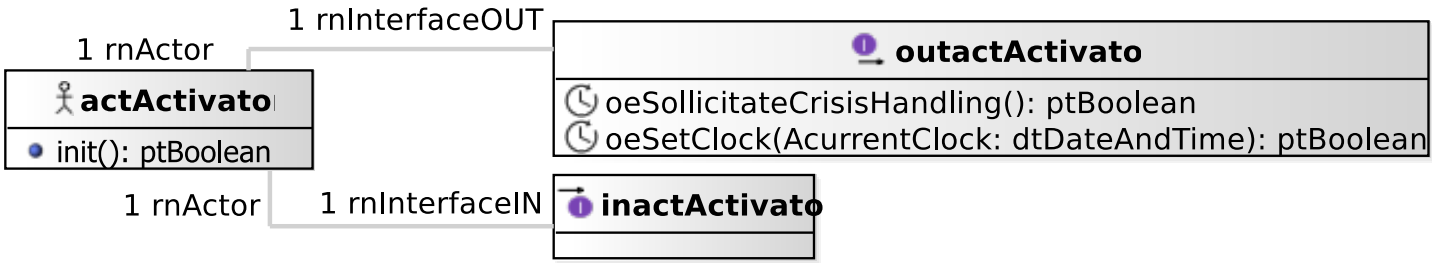 1 rnInterfaceOUT
1 rnActor
outactActivato
actActivato
oeSollicitateCrisisHandling(): ptBoolean
oeSetClock(AcurrentClock: dtDateAndTime): ptBoolean
init(): ptBoolean
1 rnActor
1 rnInterfaceIN
inactActivato